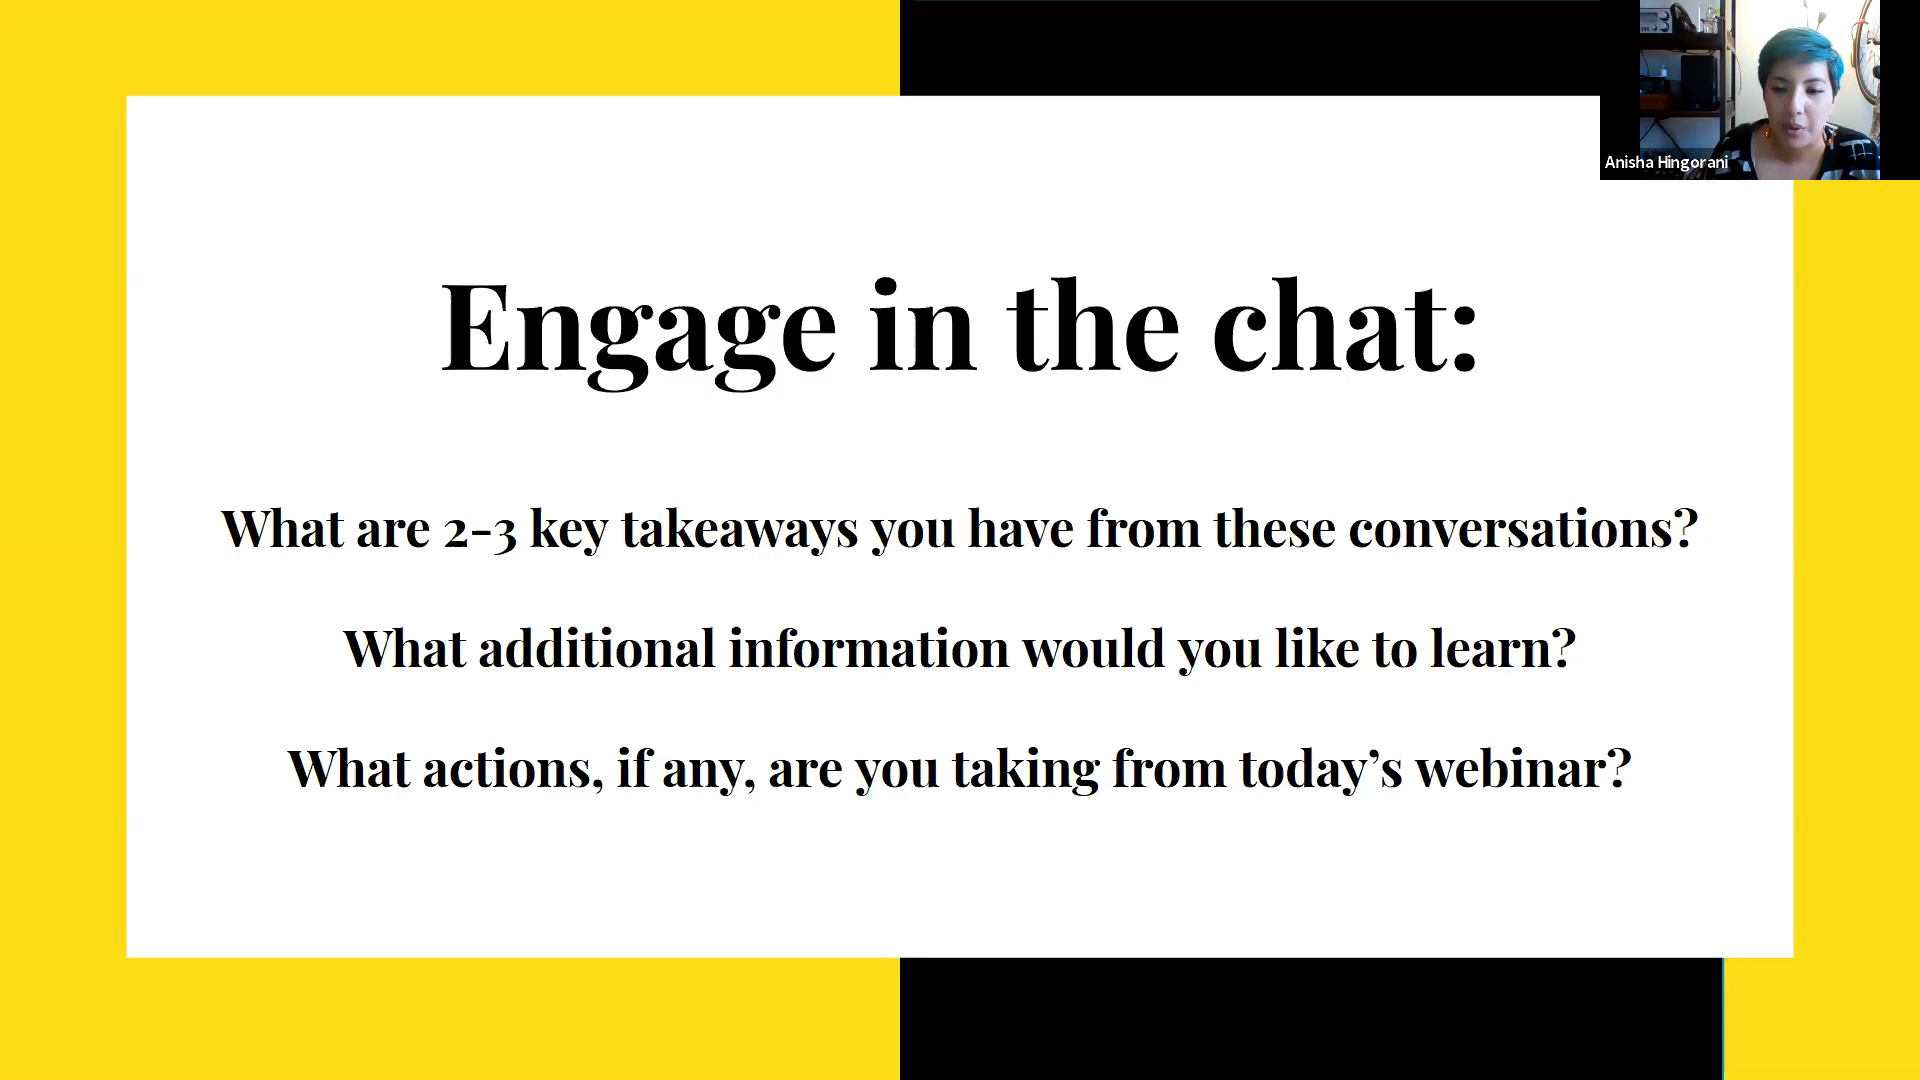 Anisha Hingorani
Engage in the chat:
What are 2-3 key takeaways you have from these conversations?
What additional information would you like to learn?
What actions, if any, are you taking from today’s webinar?